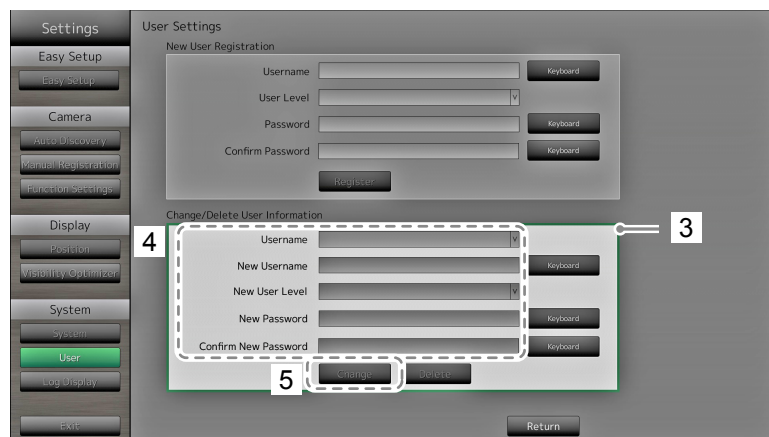 Settings
Easy Setup
Easy Setup
Camera
Auto Discovery
Manual Registration
Function Settings
Display
Position
Visibility Optimizer
System
System
User
Log Display
Exit
User Settings
New User Registration
Username
Keyboard
User Level
V
Password
Keyboard
Confirm Password
Keyboard
Register
Change/Delete User Information
3
4
Username
V
New Username
Keyboard
New User Level
V
New Password
Keyboard
Confirm New Password
Keyboard
5
Change
Delete
Return